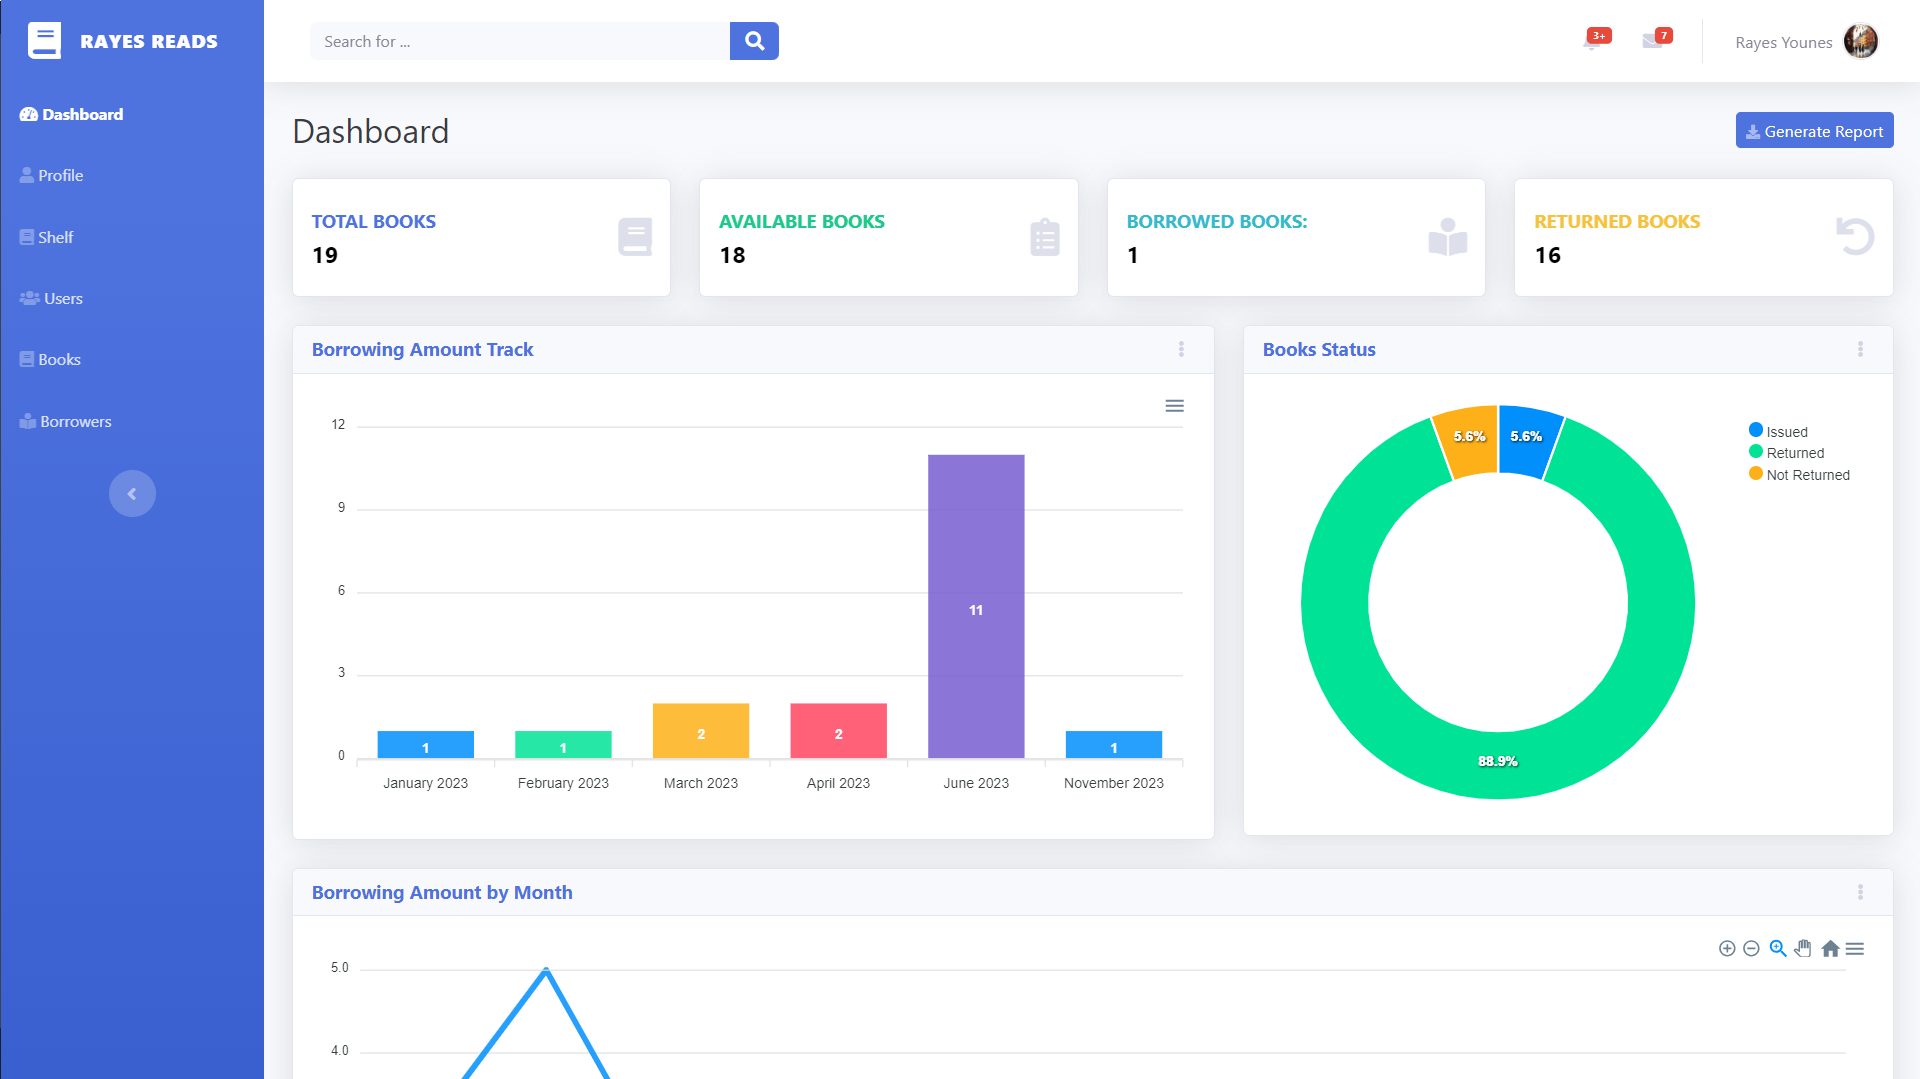 RAYES READS
Search for ...
3+
7
Rayes Younes
Dashboard
Profile
Shelf
Users
Books
Borrowers
Dashboard
Generate Report
TOTAL BOOKS
19
AVAILABLE BOOKS
18
BORROWED BOOKS:
1
RETURNED BOOKS
16
Borrowing Amount Track
12
9
6
3
0
1
1
2
2
11
1
January 2023
February 2023
March 2023
April 2023
June 2023
November 2023
Books Status
5.6%
5.6%
88.9%
Issued
Returned
Not Returned
Borrowing Amount by Month
5.0
4.0